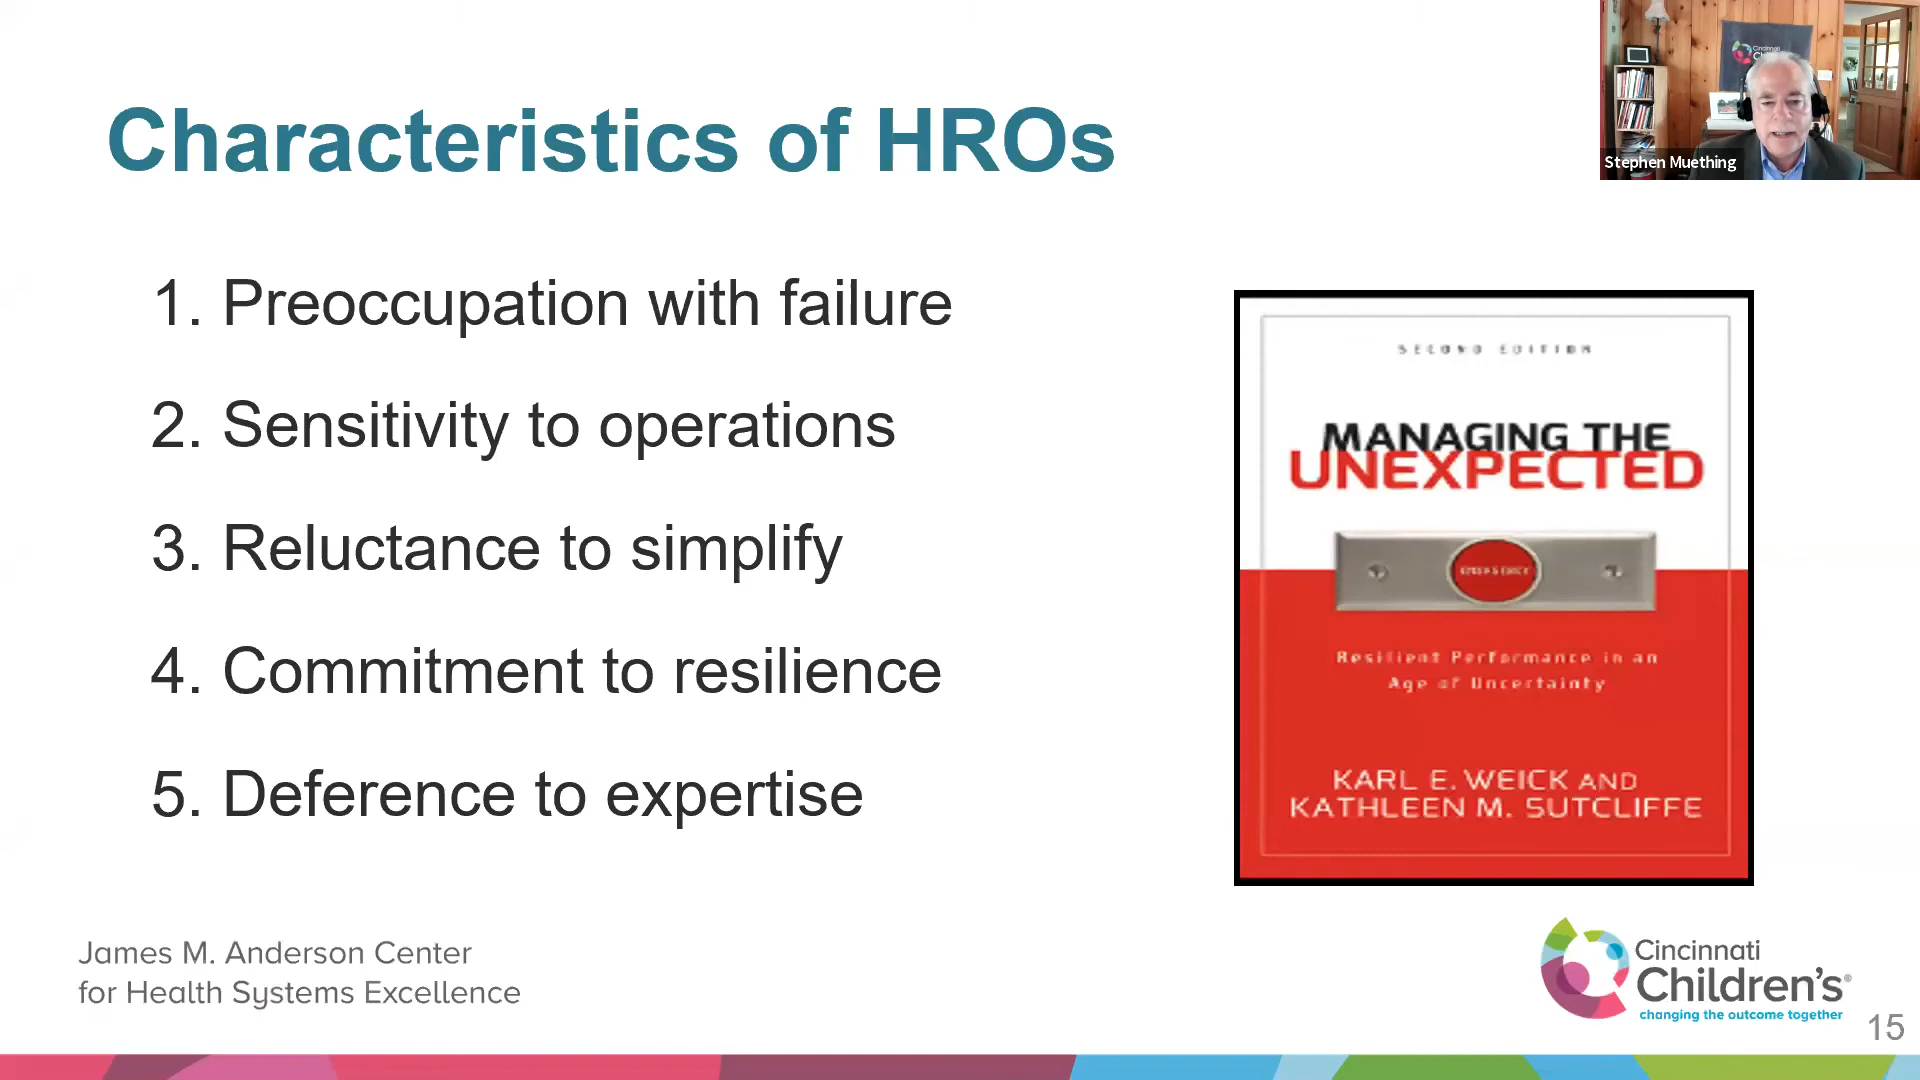 Characteristics of HROs
Cincinnati
Stephen Muething
1. Preoccupation with failure
2. Sensitivity to operations
3. Reluctance to simplify
4. Commitment to resilience
5. Deference to expertise
SECOND EDITION
MANAGING THE
UNEXPECTED
EMERGENCY
Resilient Performance in an
Age of Uncertainty
KARL E. WEICK AND
KATHLEEN M. SUTCLIFFE
James M. Anderson Center
for Health Systems Excellence
Cincinnati
Children's®
changing the outcome together
15